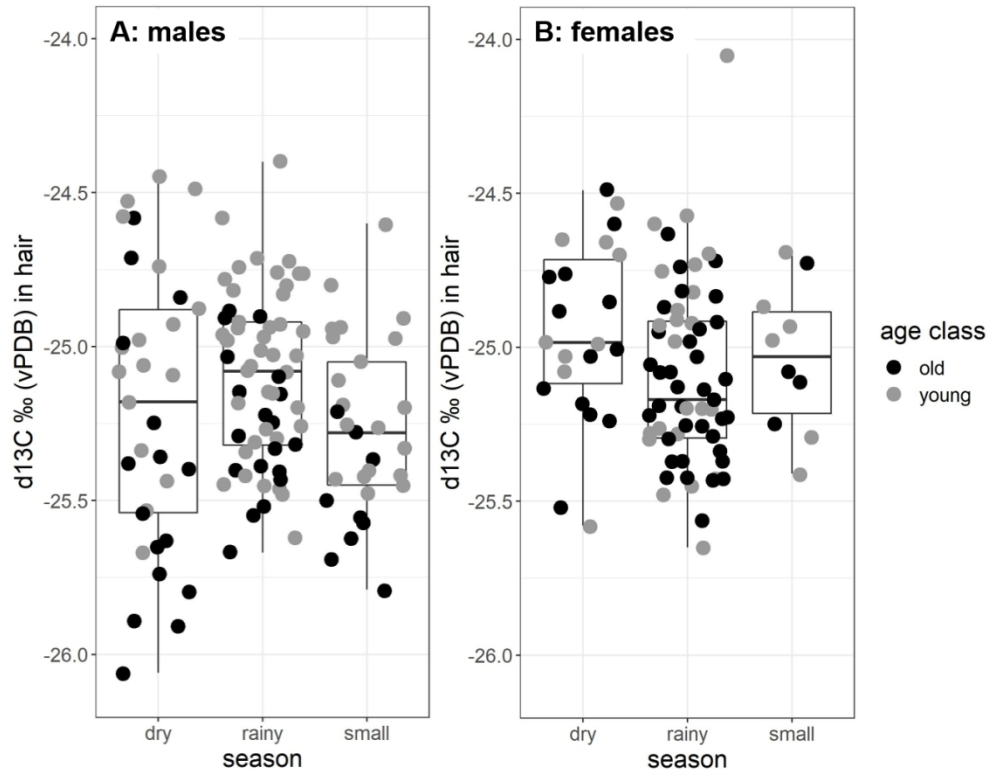 A: males
d13C ‰ (vPDB) in hair
-24.0
-24.5
-25.0
-25.5
-26.0
dry rainy small
season
B: females
d13C ‰ (vPDB) in hair
-24.0
-24.5
-25.0
-25.5
-26.0
dry rainy small
season
age class
old
young